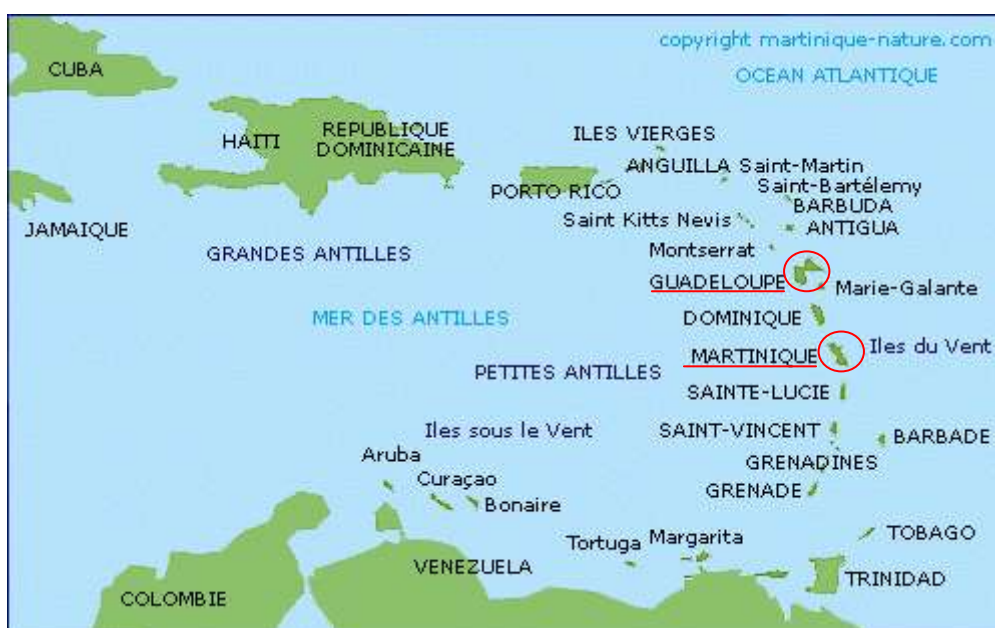 copyright martinique-nature.com
CUBA
OCEAN ATLANTIQUE
HAITI
REPUBLIQUE
DOMINICAINE
ILES VIERGES
ANGUILLA Saint-Martin
PORTO RICO
Saint-Bartélemy
BARBUDA
JAMAIQUE
Saint Kitts Nevis
ANTIGUA
GRANDES ANTILLES
Montserrat
GUADELOUPE
Marie-Galante
MER DES ANTILLES
DOMINIQUE
Iles du Vent
MARTINIQUE
PETITES ANTILLES
SAINTE-LUCIE
Iles sous le Vent
SAINT-VINCENT
BARBADE
Aruba
GRENADINES
Curaçao
GRENADE
Bonaire
TOBAGO
Tortuga
Margarita
VENEZUELA
TRINIDAD
COLOMBIE